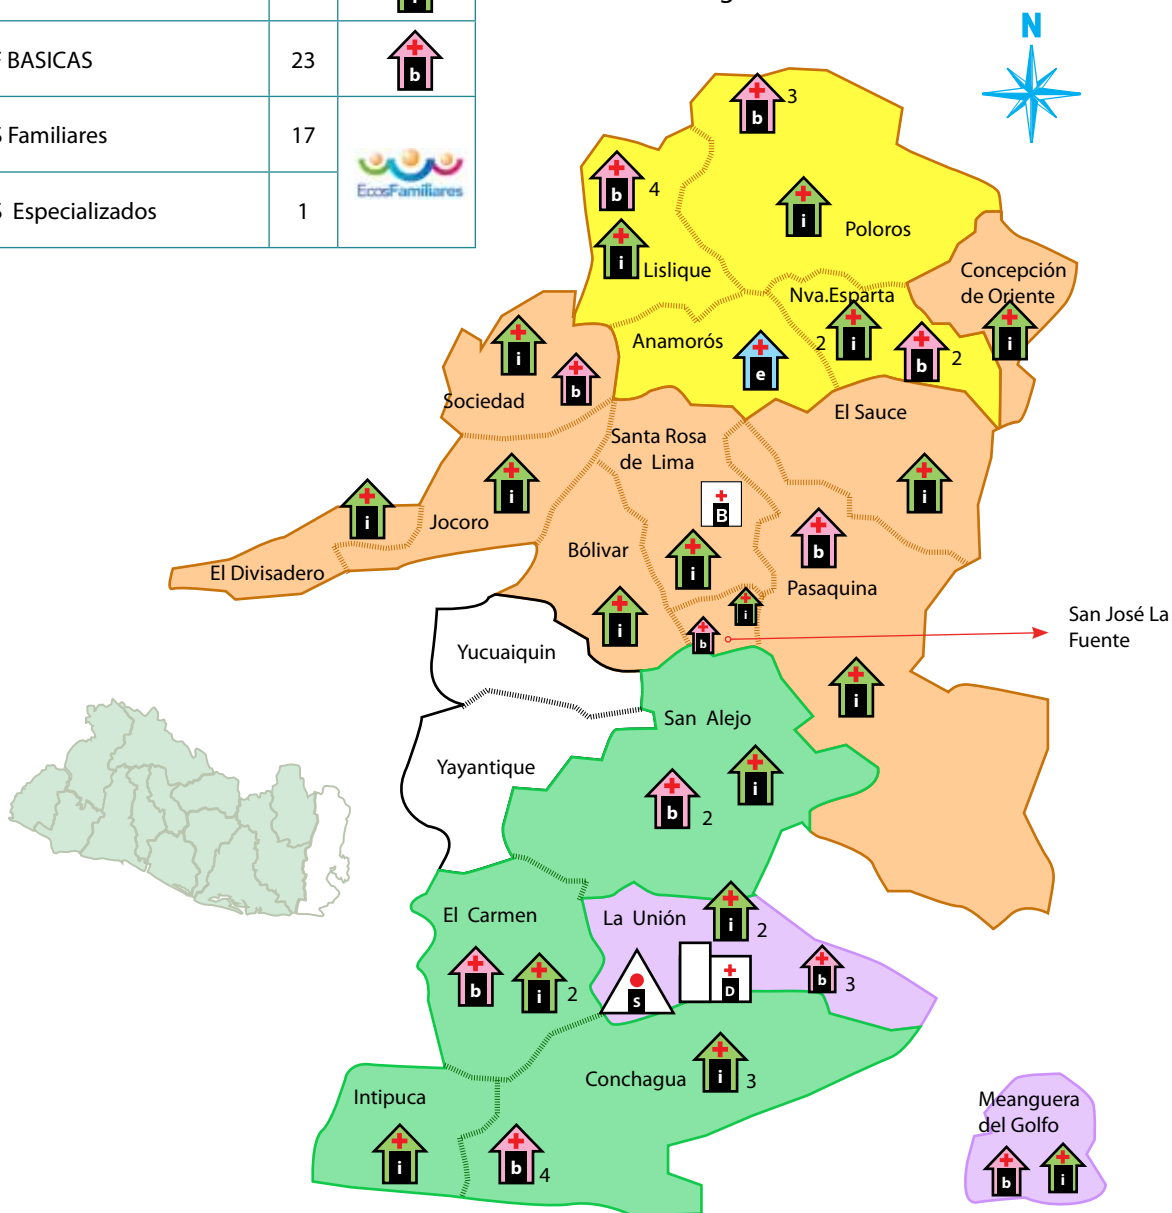 i
BASICAS 23
b
Familiares 17
EcosFamiliares
Especializados 1
N
b 3
b 4
i
Poloros
i
Lislique
Concepción
de Oriente
Nva.Esparta
Anamorós
i
2 i
b 2
e
i
b
Sociedad
El Sauce
Santa Rosa
de Lima
i
i
i
B
Jocoro
b
Bólivar
i
El Divisadero
Pasaquina
i
i
b
San José La
Fuente
Yucuaiquin
i
San Alejo
Yayantique
i
b 2
El Carmen
La Unión
i 2
b
i 2
S
D
b 3
Conchagua
i 3
Intipuca
i
b 4
Meanguera
del Golfo
b
i